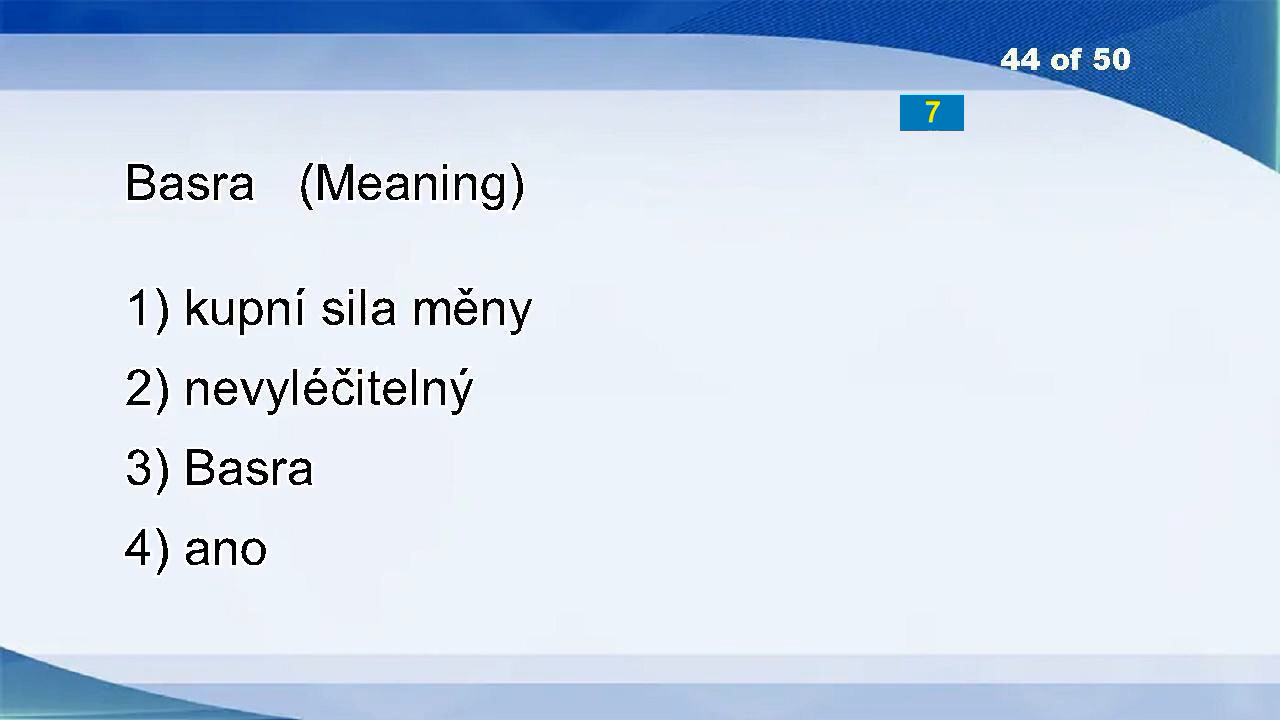 44 of 50
7
Basra (Meaning)
1) kupní sila měny
2) nevyléčitelný
3) Basra
4) ano